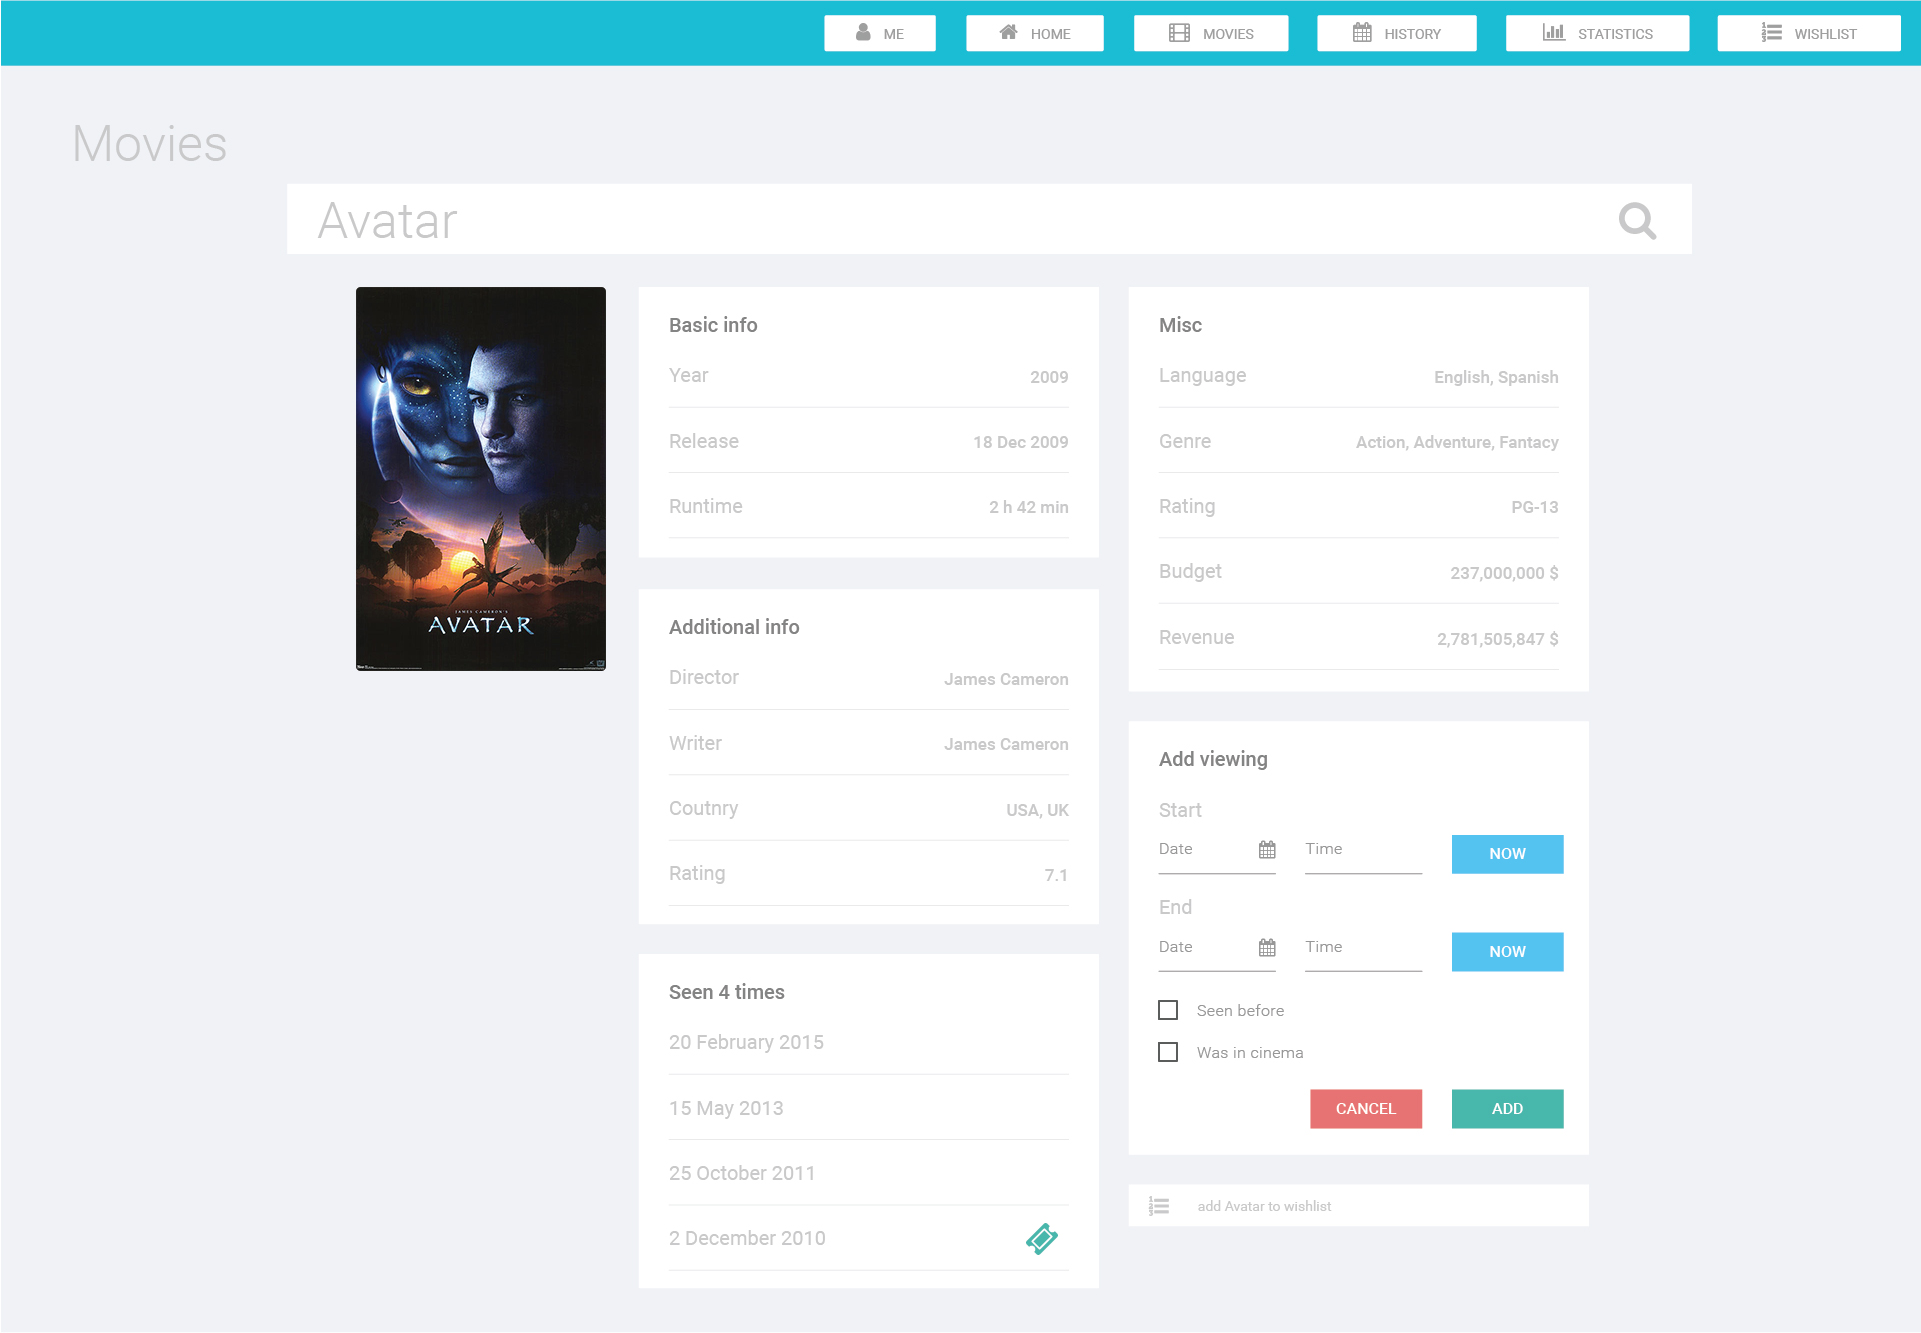 ME
HOME
MOVIES
HISTORY
STATISTICS
WISHLIST
Movies
Avatar
JAMES CAMERON'S
AVATAR
Basic info
Year 2009
Release 18 Dec 2009
Runtime 2 h 42 min
Additional info
Director James Cameron
Writer James Cameron
Coutnry USA, UK
Rating 7.1
Seen 4 times
20 February 2015
15 May 2013
25 October 2011
2 December 2010
Misc
Language English, Spanish
Genre Action, Adventure, Fantacy
Rating PG-13
Budget 237,000,000 $
Revenue 2,781,505,847 $
Add viewing
Start
Date Time NOW
End
Date Time NOW
Seen before
Was in cinema
CANCEL ADD
add Avatar to wishlist